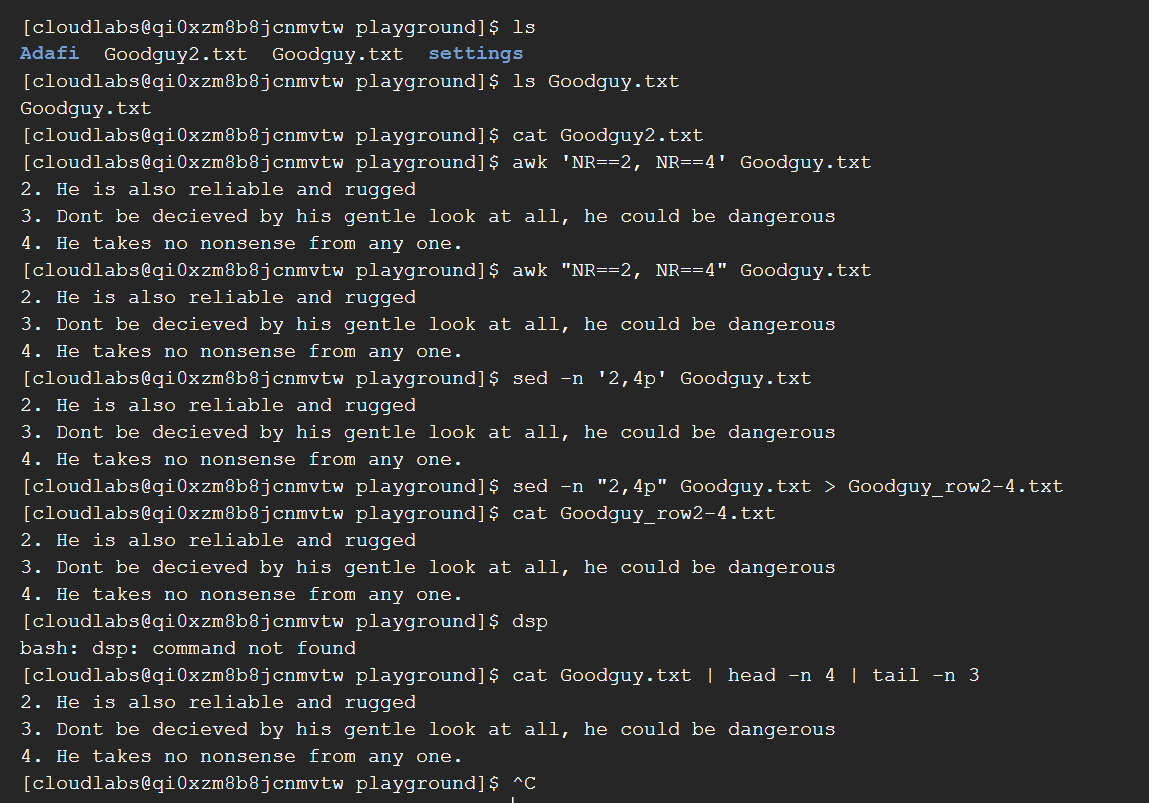 [cloudlabs@qi0xzm8b8jcnmvtw playground]$ ls
Adafi  Goodguy2.txt  Goodguy.txt  settings
[cloudlabs@qi0xzm8b8jcnmvtw playground]$ ls Goodguy.txt
Goodguy.txt
[cloudlabs@qi0xzm8b8jcnmvtw playground]$ cat Goodguy2.txt
[cloudlabs@qi0xzm8b8jcnmvtw playground]$ awk 'NR==2, NR==4' Goodguy.txt
2. He is also reliable and rugged
3. Dont be decieved by his gentle look at all, he could be dangerous
4. He takes no nonsense from any one.
[cloudlabs@qi0xzm8b8jcnmvtw playground]$ awk "NR==2, NR==4" Goodguy.txt
2. He is also reliable and rugged
3. Dont be decieved by his gentle look at all, he could be dangerous
4. He takes no nonsense from any one.
[cloudlabs@qi0xzm8b8jcnmvtw playground]$ sed -n '2,4p' Goodguy.txt
2. He is also reliable and rugged
3. Dont be decieved by his gentle look at all, he could be dangerous
4. He takes no nonsense from any one.
[cloudlabs@qi0xzm8b8jcnmvtw playground]$ sed -n "2,4p" Goodguy.txt > Goodguy_row2-4.txt
[cloudlabs@qi0xzm8b8jcnmvtw playground]$ cat Goodguy_row2-4.txt
2. He is also reliable and rugged
3. Dont be decieved by his gentle look at all, he could be dangerous
4. He takes no nonsense from any one.
[cloudlabs@qi0xzm8b8jcnmvtw playground]$ dsp
bash: dsp: command not found
[cloudlabs@qi0xzm8b8jcnmvtw playground]$ cat Goodguy.txt | head -n 4 | tail -n 3
2. He is also reliable and rugged
3. Dont be decieved by his gentle look at all, he could be dangerous
4. He takes no nonsense from any one.
[cloudlabs@qi0xzm8b8jcnmvtw playground]$ ^C